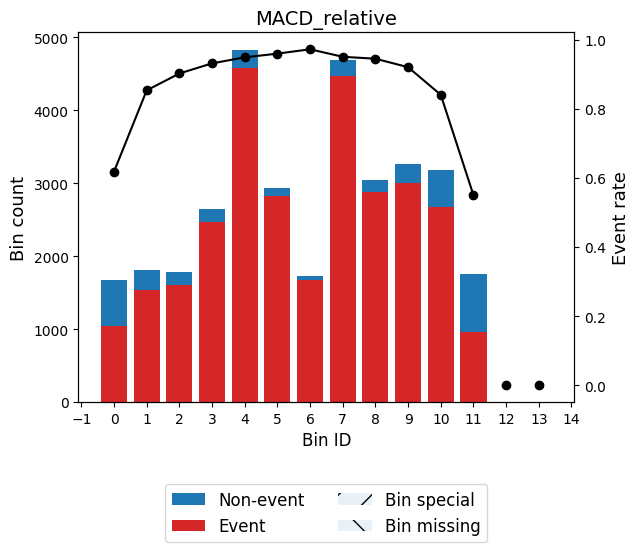 MACD_relative
5000
4000
3000
2000
1000
0
Bin count
1.0
0.8
0.6
0.4
0.2
0.0
Event rate
−1 0 1 2 3 4 5 6 7 8 9 10 11 12 13 14
Bin ID
Non-event
Event
Bin special
Bin missing